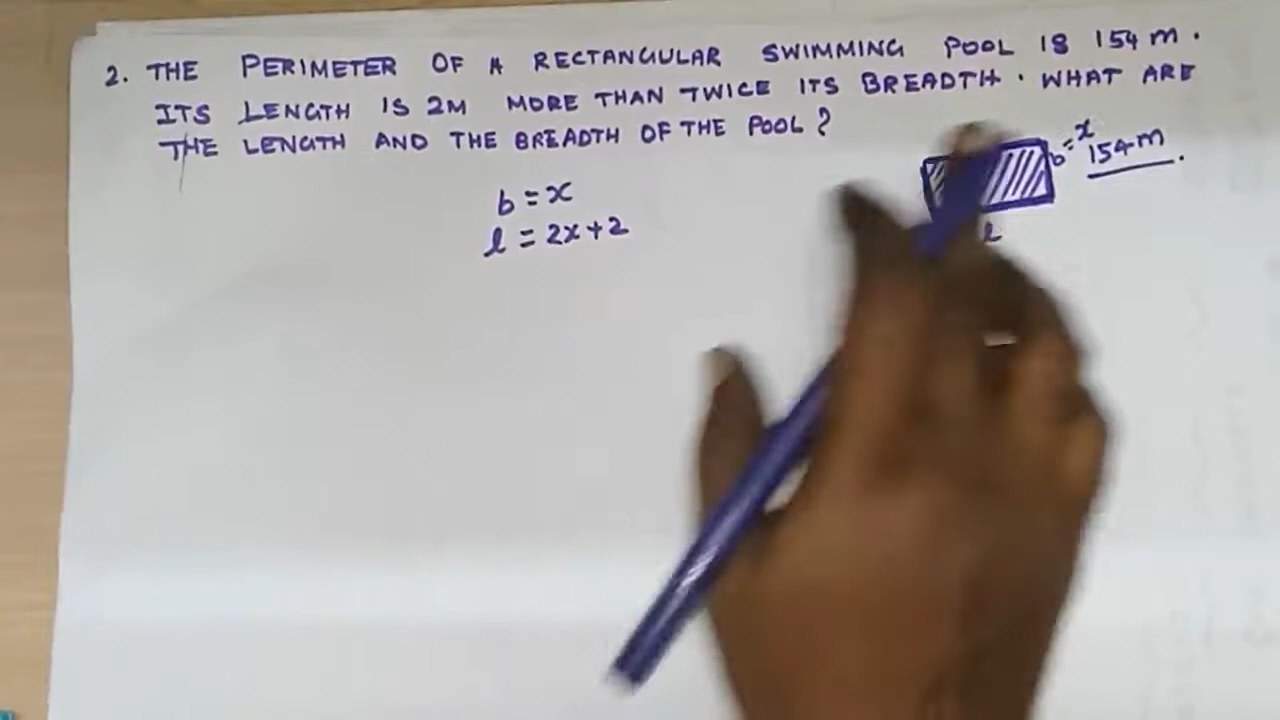 2. THE PERIMETER OF A RECTANGULAR SWIMMING POOL IS 154 m.
ITS LENGTH IS 2M MORE THAN TWICE ITS BREADTH. WHAT ARE
THE LENGTH AND THE BREADTH OF THE POOL?
b = x
154 m.
b = x
l = 2x + 2
l